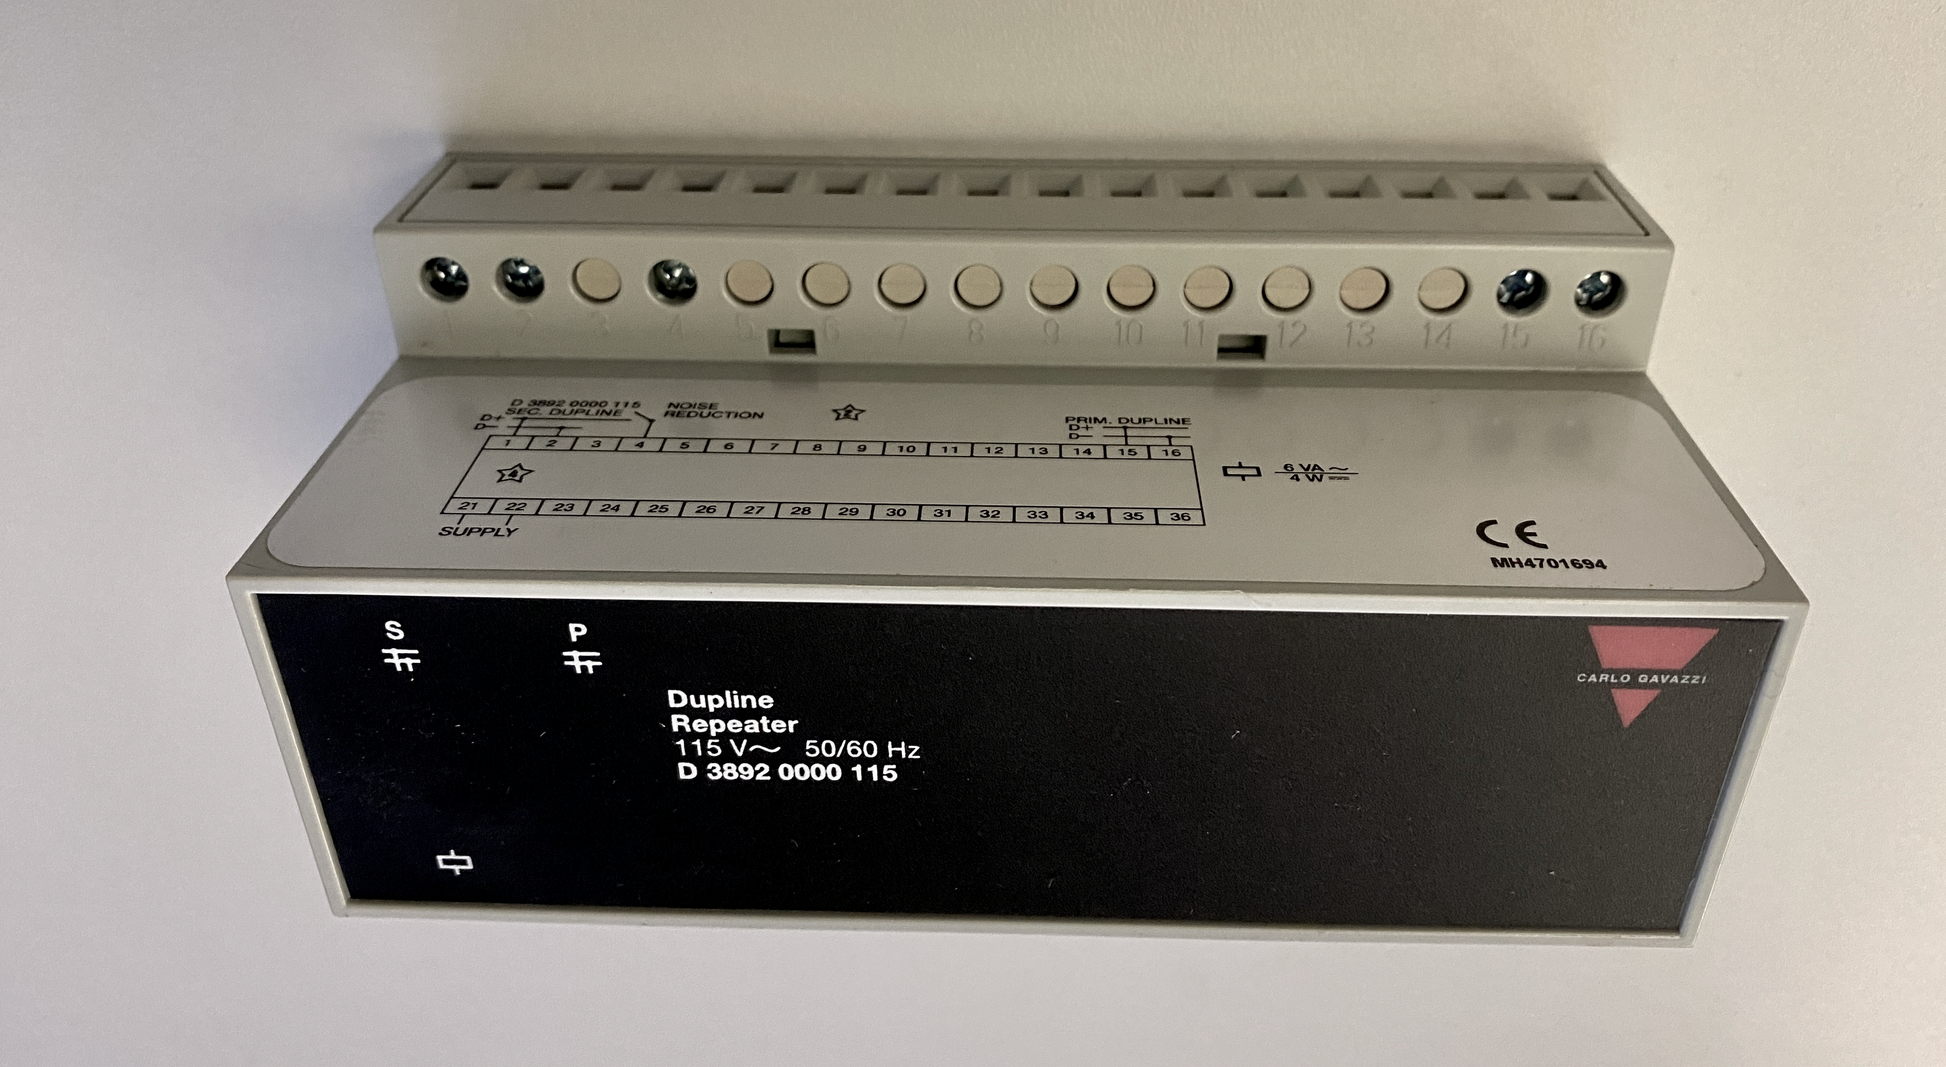 1 2 3 4 5 6 7 8 9 10 11 12 13 14 15 16
D 3892 0000 115
SEC. DUPLINE
D+
D-
NOISE
REDUCTION
2
PRIM. DUPLINE
D+
D-
1 2 3 4 5 6 7 8 9 10 11 12 13 14 15 16
4
6 VA ~
4 W ⎓
21 22 23 24 25 26 27 28 29 30 31 32 33 34 35 36
SUPPLY
CE
MH4701694
S P
CARLO GAVAZZI
Dupline
Repeater
115 V~ 50/60 Hz
D 3892 0000 115